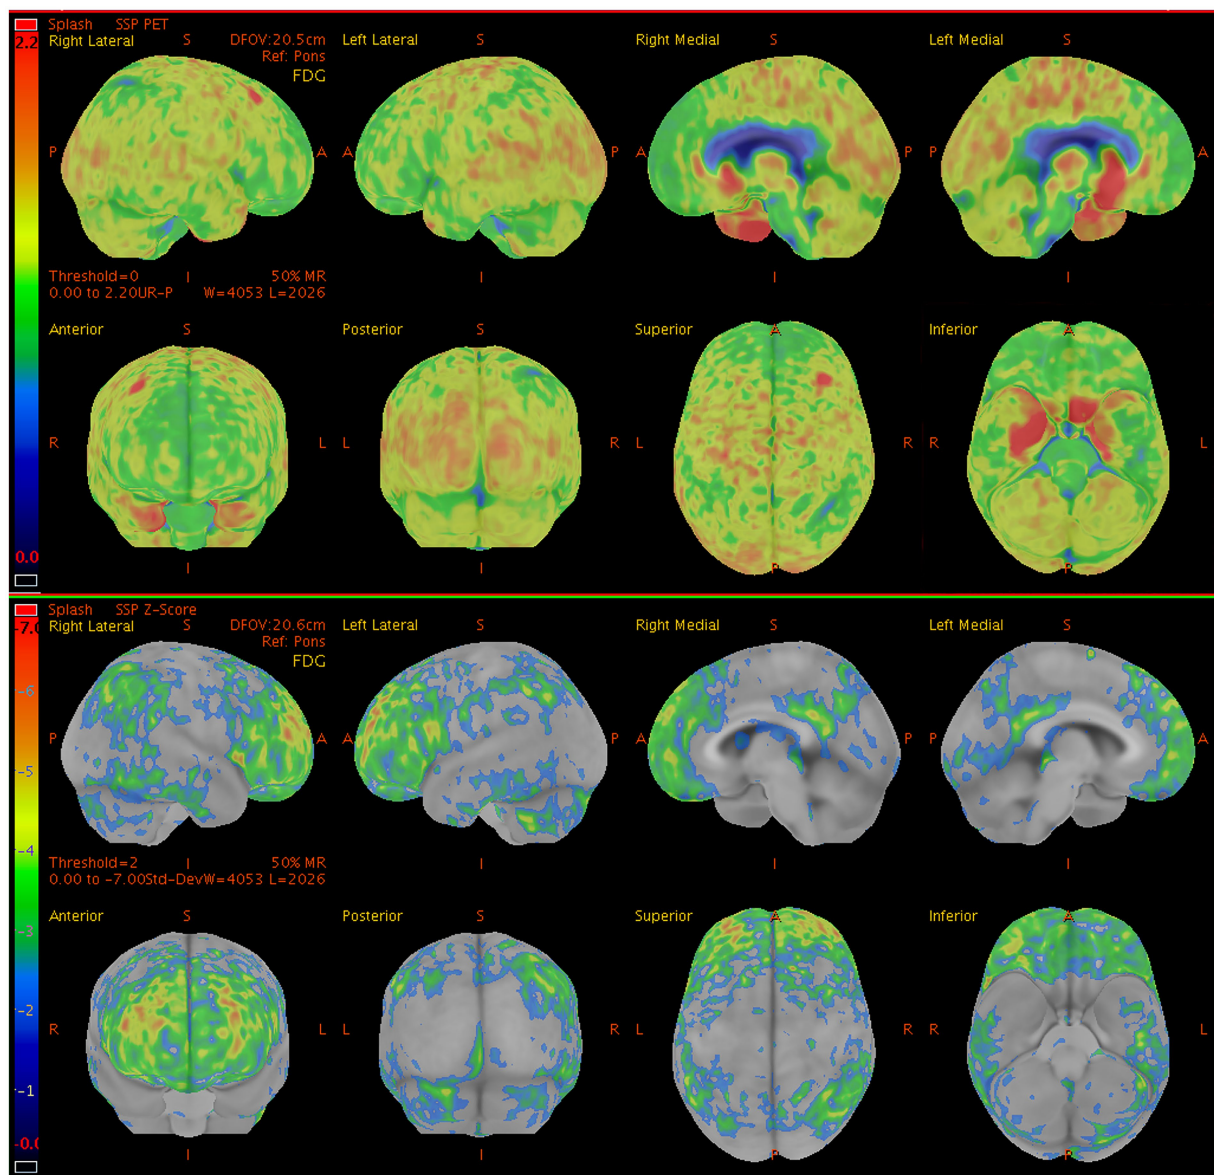 Splash SSP PET
2.2
Right Lateral S DFOV:20.5cm
Ref: Pons
FDG
Left Lateral S
Right Medial S
Left Medial S
P A
A P
A P
P A
I
I
I
I
Threshold=0 50% MR
0.00 to 2.20UR-P W=4053 L=2026
Anterior S
Posterior S
Superior A
Inferior A
R L
L R
L R
R L
0.0
I
I
P
P
Splash SSP Z-Score
-7.0
Right Lateral S DFOV:20.6cm
Ref: Pons
FDG
Left Lateral S
Right Medial S
Left Medial S
-6
P A
A P
A P
P A
-5
-4
I
I
I
I
Threshold=2 50% MR
0.00 to -7.00Std-DevW=4053 L=2026
Anterior S
Posterior S
Superior A
Inferior A
-3
-2
R L
L R
L R
R L
-1
-0.0
I
I
P
P